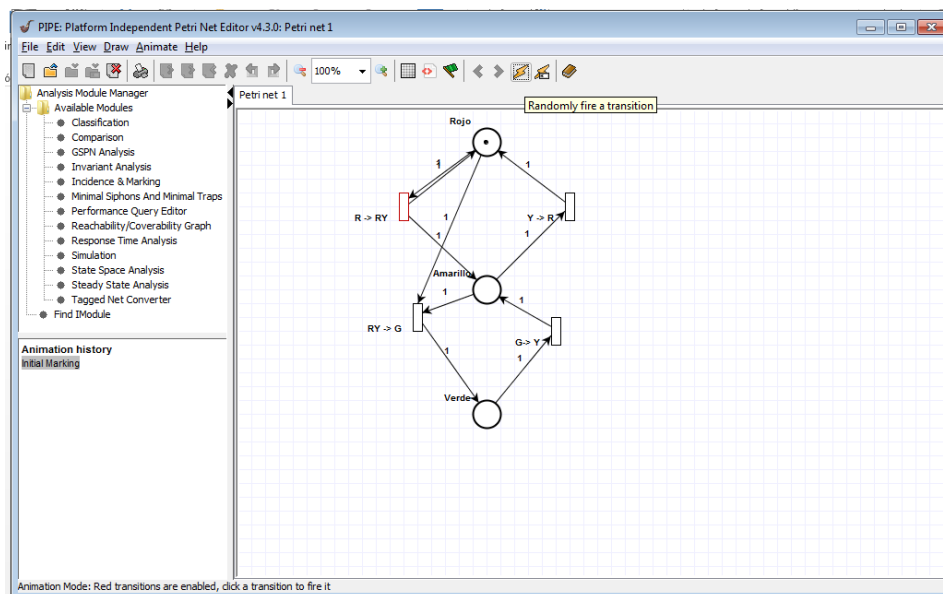 PIPE: Platform Independent Petri Net Editor v4.3.0: Petri net 1
File Edit View Draw Animate Help
100%
Analysis Module Manager
Available Modules
Classification
Comparison
GSPN Analysis
Invariant Analysis
Incidence & Marking
Minimal Siphons And Minimal Traps
Performance Query Editor
Reachability/Coverability Graph
Response Time Analysis
Simulation
State Space Analysis
Steady State Analysis
Tagged Net Converter
Find IModule
Animation history
Initial Marking
Petri net 1
Randomly fire a transition
Rojo
1
1
R -> RY
1
Y -> R
1
1
Amarillo
1
1
RY -> G
G-> Y
1
1
Verde
Animation Mode: Red transitions are enabled, click a transition to fire it